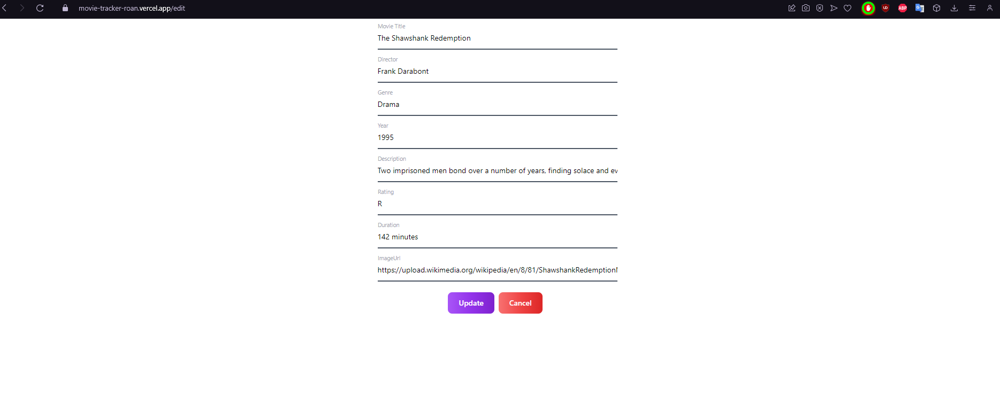 movie-tracker-roan.vercel.app/edit
UD
ABP
G
Movie Title
The Shawshank Redemption
Director
Frank Darabont
Genre
Drama
Year
1995
Description
Two imprisoned men bond over a number of years, finding solace and ev
Rating
R
Duration
142 minutes
ImageUrl
https://upload.wikimedia.org/wikipedia/en/8/81/ShawshankRedemption
Update Cancel